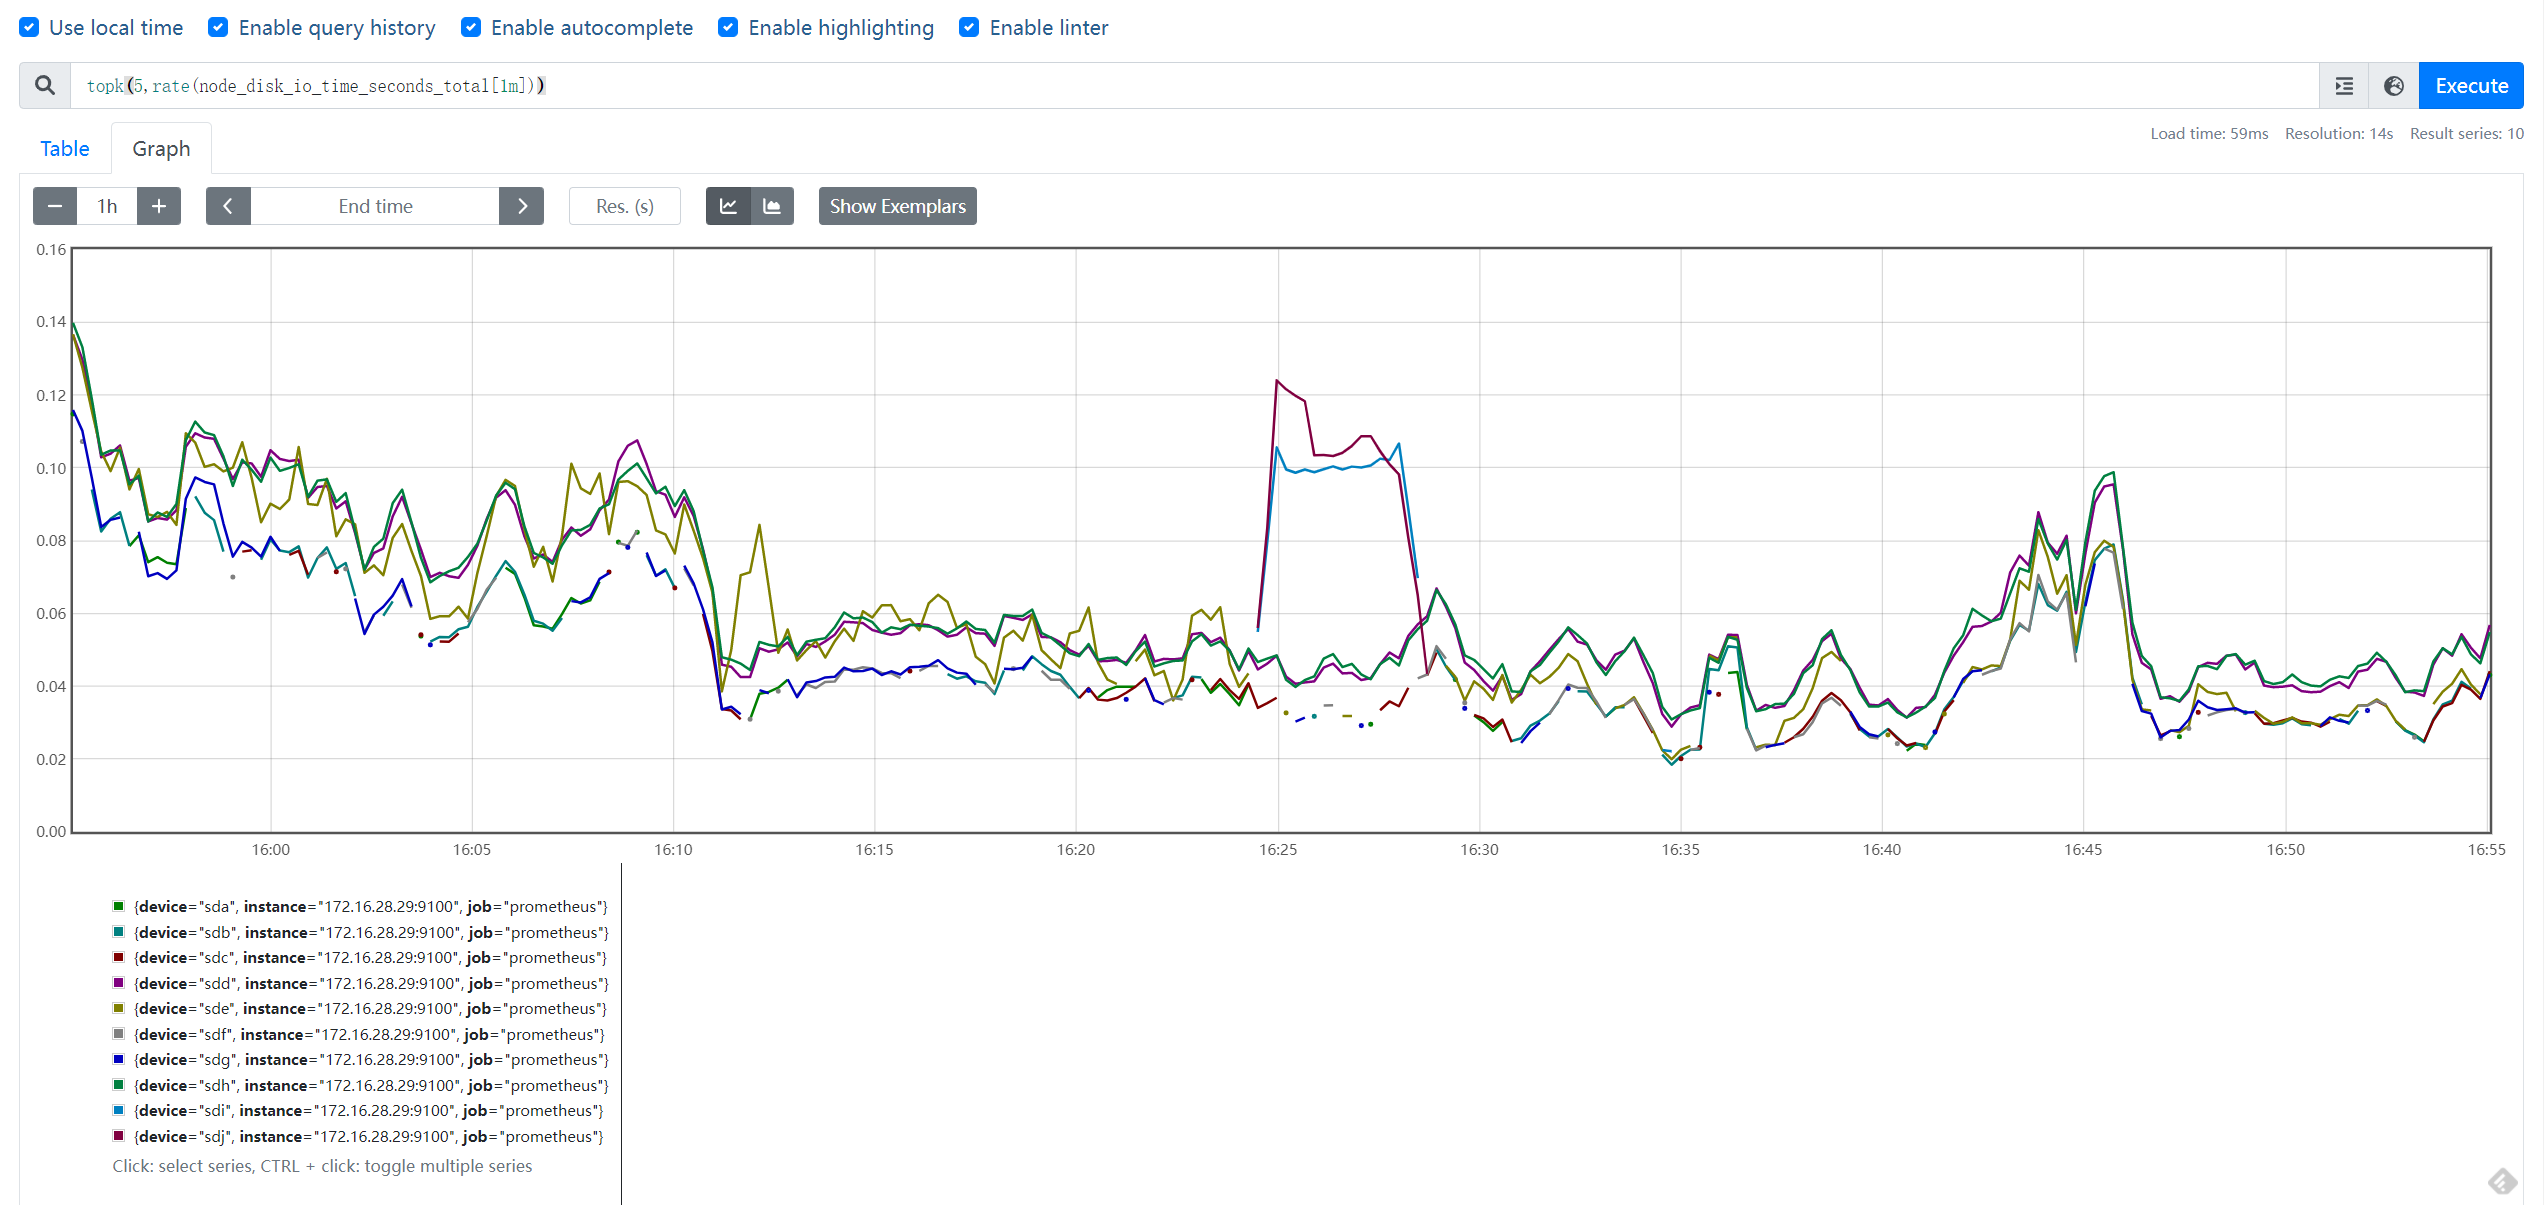 Use local time Enable query history Enable autocomplete Enable highlighting Enable linter
topk(5,rate(node_disk_io_time_seconds_total[1m]))
Execute
Table Graph
Load time: 59ms Resolution: 14s Result series: 10
1h End time Res. (s) Show Exemplars
0.16
0.14
0.12
0.10
0.08
0.06
0.04
0.02
0.00
16:00 16:05 16:10 16:15 16:20 16:25 16:30 16:35 16:40 16:45 16:50 16:55
{device="sda", instance="172.16.28.29:9100", job="prometheus"}
{device="sdb", instance="172.16.28.29:9100", job="prometheus"}
{device="sdc", instance="172.16.28.29:9100", job="prometheus"}
{device="sdd", instance="172.16.28.29:9100", job="prometheus"}
{device="sde", instance="172.16.28.29:9100", job="prometheus"}
{device="sdf", instance="172.16.28.29:9100", job="prometheus"}
{device="sdg", instance="172.16.28.29:9100", job="prometheus"}
{device="sdh", instance="172.16.28.29:9100", job="prometheus"}
{device="sdi", instance="172.16.28.29:9100", job="prometheus"}
{device="sdj", instance="172.16.28.29:9100", job="prometheus"}
Click: select series, CTRL + click: toggle multiple series